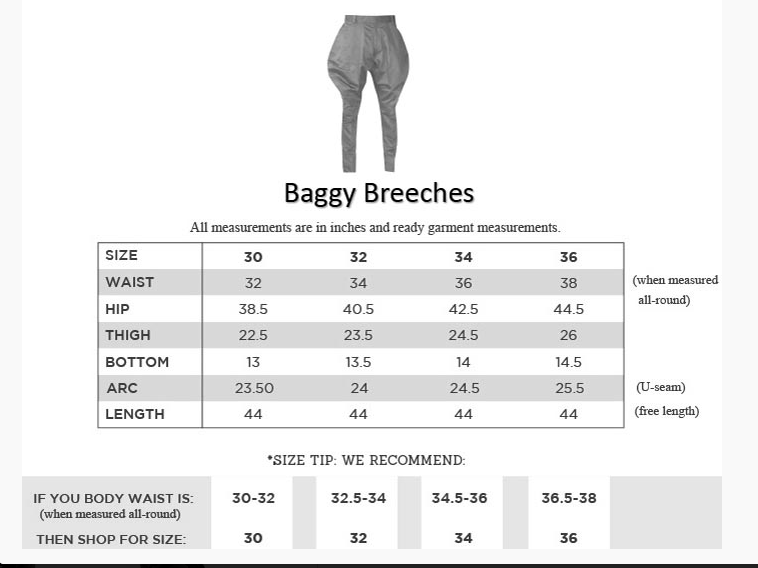 Baggy Breeches
All measurements are in inches and ready garment measurements.
SIZE 30 32 34 36
WAIST 32 34 36 38 (when measured all-round)
HIP 38.5 40.5 42.5 44.5
THIGH 22.5 23.5 24.5 26
BOTTOM 13 13.5 14 14.5
ARC 23.50 24 24.5 25.5 (U-seam)
LENGTH 44 44 44 44 (free length)
*SIZE TIP: WE RECOMMEND:
IF YOU BODY WAIST IS: 30-32 32.5-34 34.5-36 36.5-38
(when measured all-round)
THEN SHOP FOR SIZE: 30 32 34 36